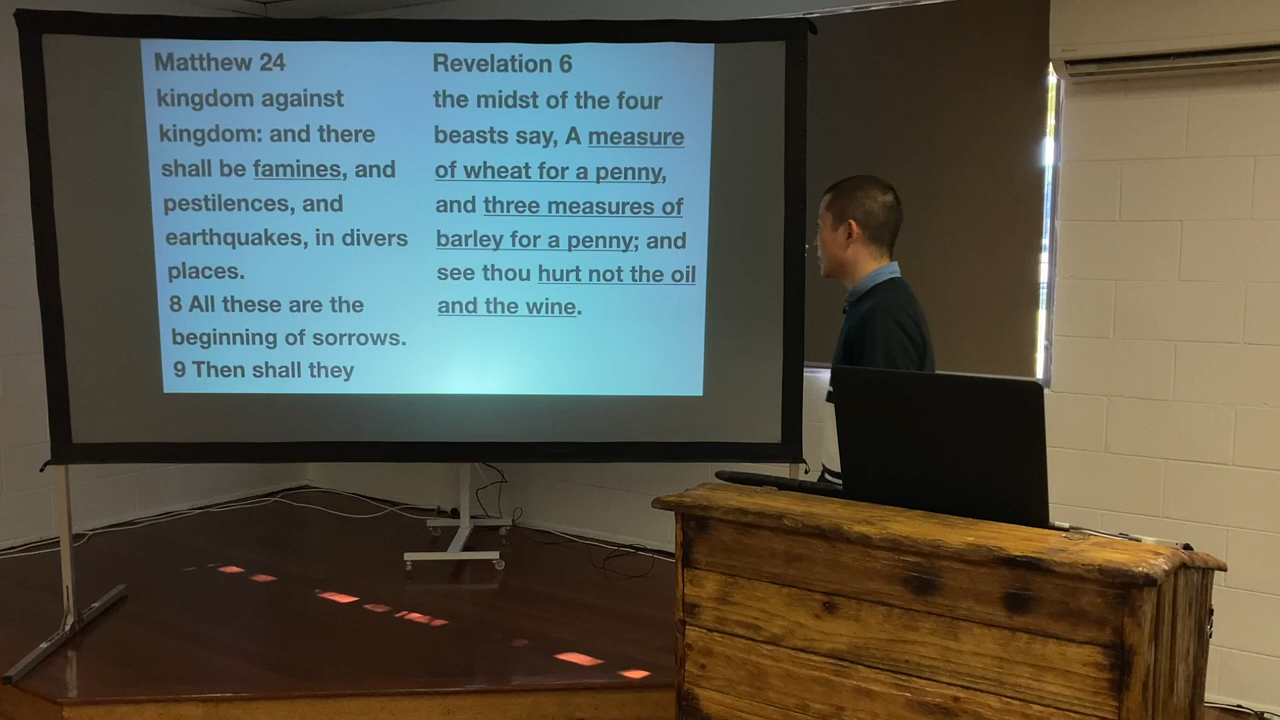 Matthew 24
kingdom against
kingdom: and there
shall be famines, and
pestilences, and
earthquakes, in divers
places.
8 All these are the
beginning of sorrows.
9 Then shall they
Revelation 6
the midst of the four
beasts say, A measure
of wheat for a penny,
and three measures of
barley for a penny; and
see thou hurt not the oil
and the wine.